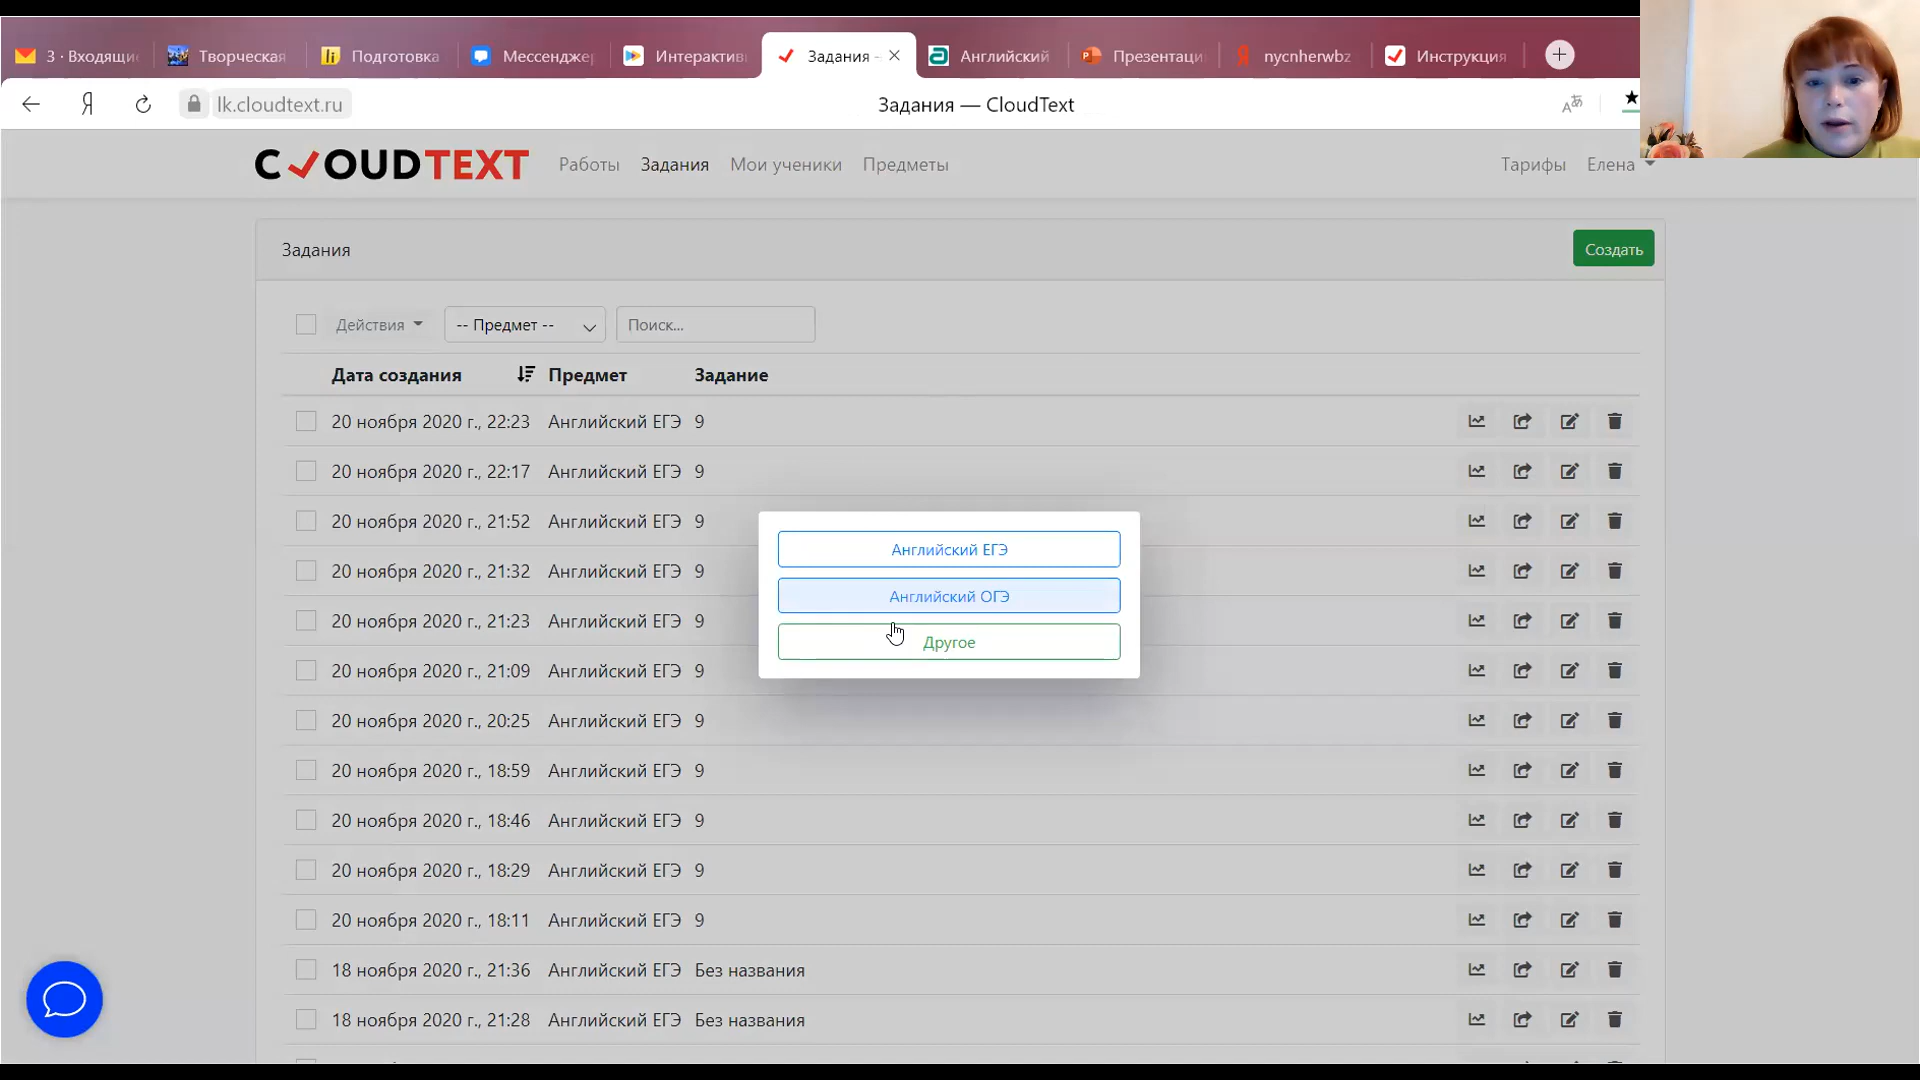 3 · Входящие
Творческая
Подготовка
Мессенджер
Интерактив
Задания -
Английский
Презентаци
nycnherwbz
Инструкция
lk.cloudtext.ru
Задания — CloudText
CLOUDTEXT
Работы
Задания
Мои ученики
Предметы
Тарифы
Елена
Задания
Создать
Действия
-- Предмет --
Поиск...
Дата создания Предмет Задание
20 ноября 2020 г., 22:23 Английский ЕГЭ 9
20 ноября 2020 г., 22:17 Английский ЕГЭ 9
20 ноября 2020 г., 21:52 Английский ЕГЭ 9
20 ноября 2020 г., 21:32 Английский ЕГЭ 9
20 ноября 2020 г., 21:23 Английский ЕГЭ 9
20 ноября 2020 г., 21:09 Английский ЕГЭ 9
20 ноября 2020 г., 20:25 Английский ЕГЭ 9
20 ноября 2020 г., 18:59 Английский ЕГЭ 9
20 ноября 2020 г., 18:46 Английский ЕГЭ 9
20 ноября 2020 г., 18:29 Английский ЕГЭ 9
20 ноября 2020 г., 18:11 Английский ЕГЭ 9
18 ноября 2020 г., 21:36 Английский ЕГЭ Без названия
18 ноября 2020 г., 21:28 Английский ЕГЭ Без названия
Английский ЕГЭ
Английский ОГЭ
Другое